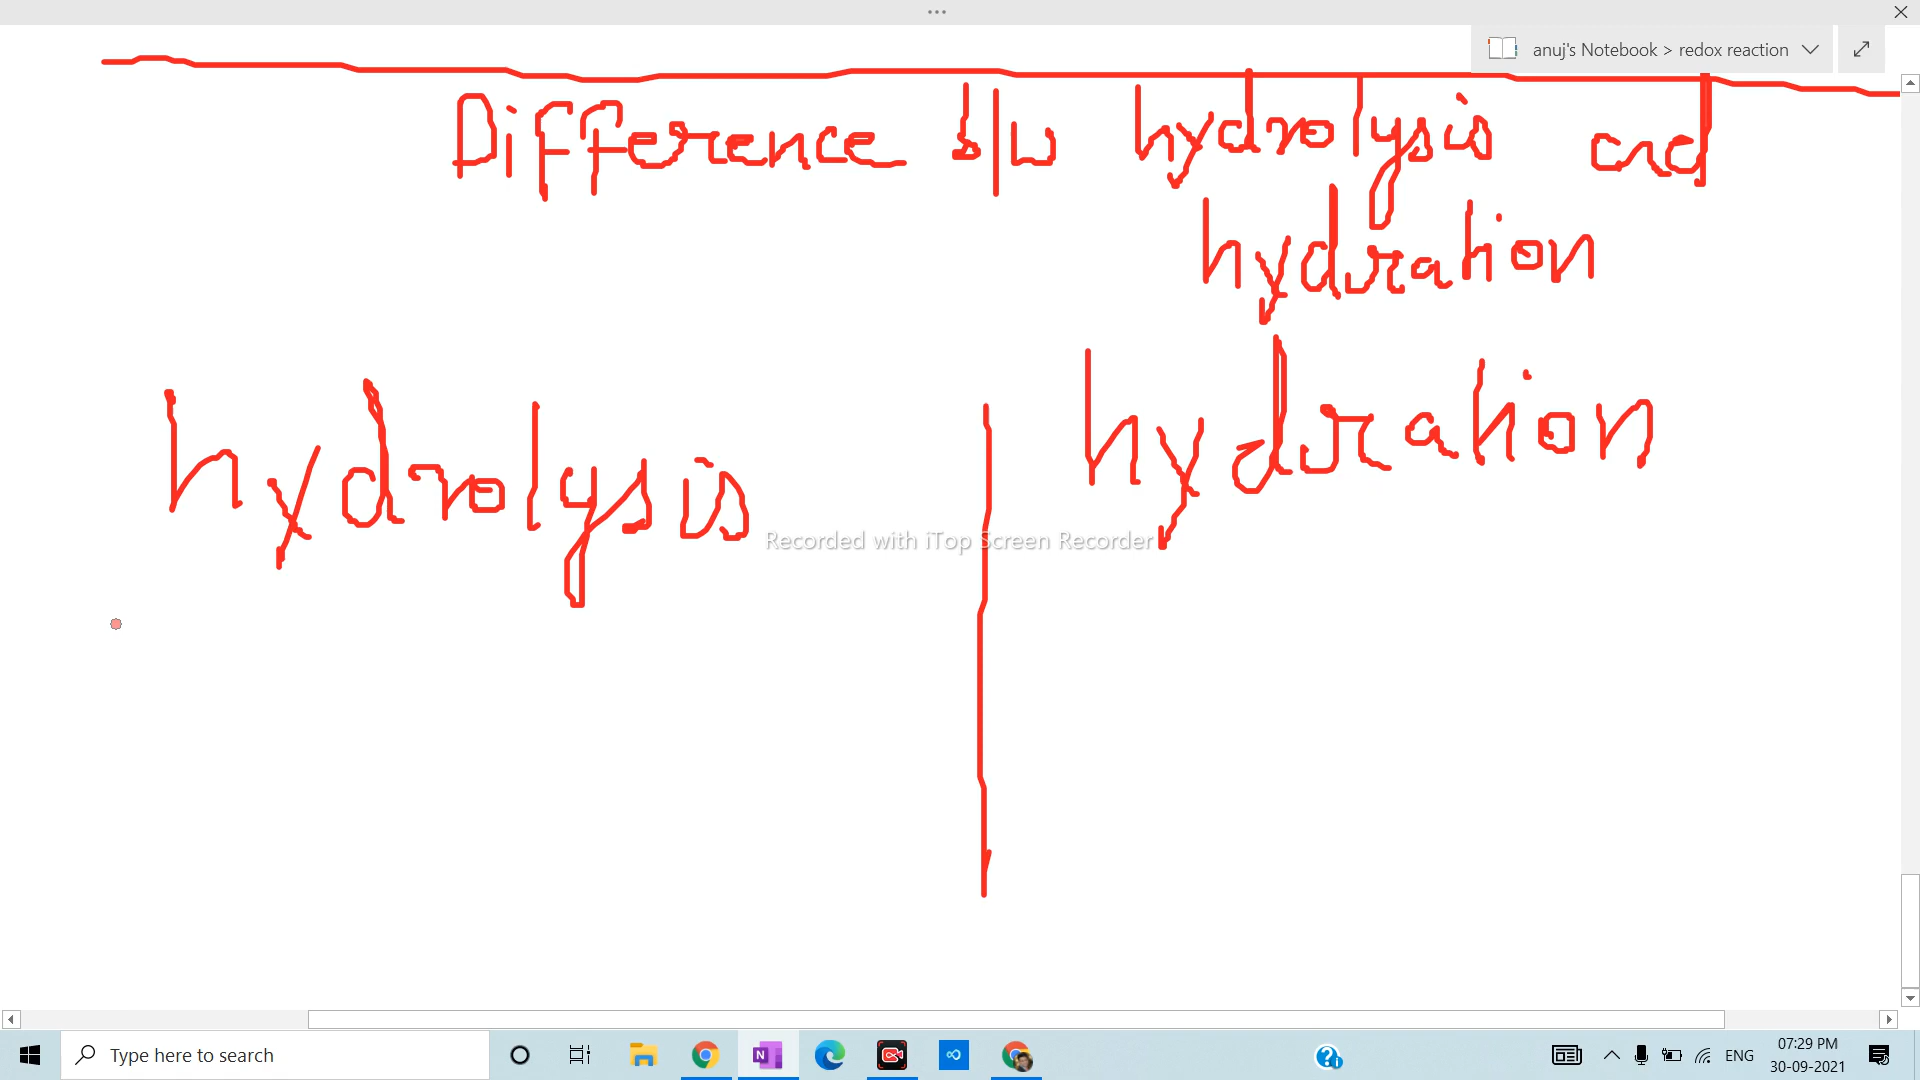 anuj's Notebook > redox reaction
Difference b/w hydrolysis and
hydration
hydrolysis
hydration
Recorded with iTop Screen Recorder
Type here to search
ENG
07:29 PM
30-09-2021